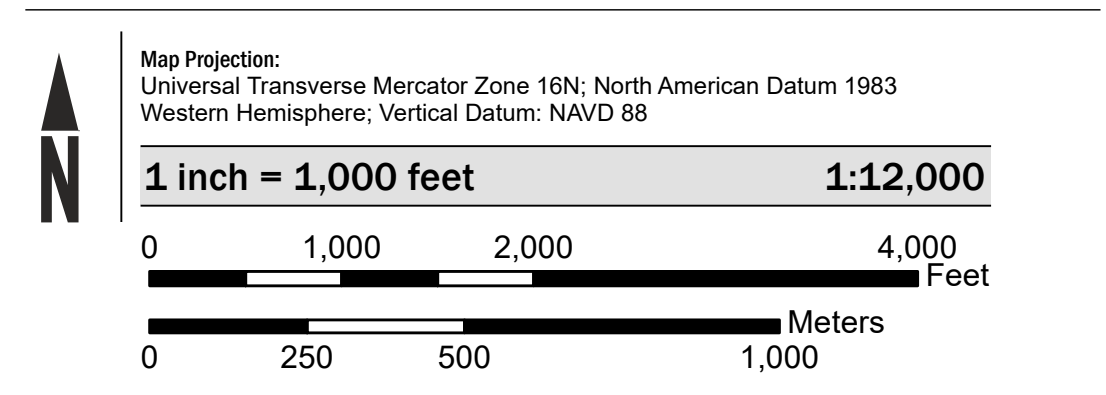 N
Map Projection:
Universal Transverse Mercator Zone 16N; North American Datum 1983
Western Hemisphere; Vertical Datum: NAVD 88
1 inch = 1,000 feet 1:12,000
0 1,000 2,000 4,000
Feet
Meters
0 250 500 1,000